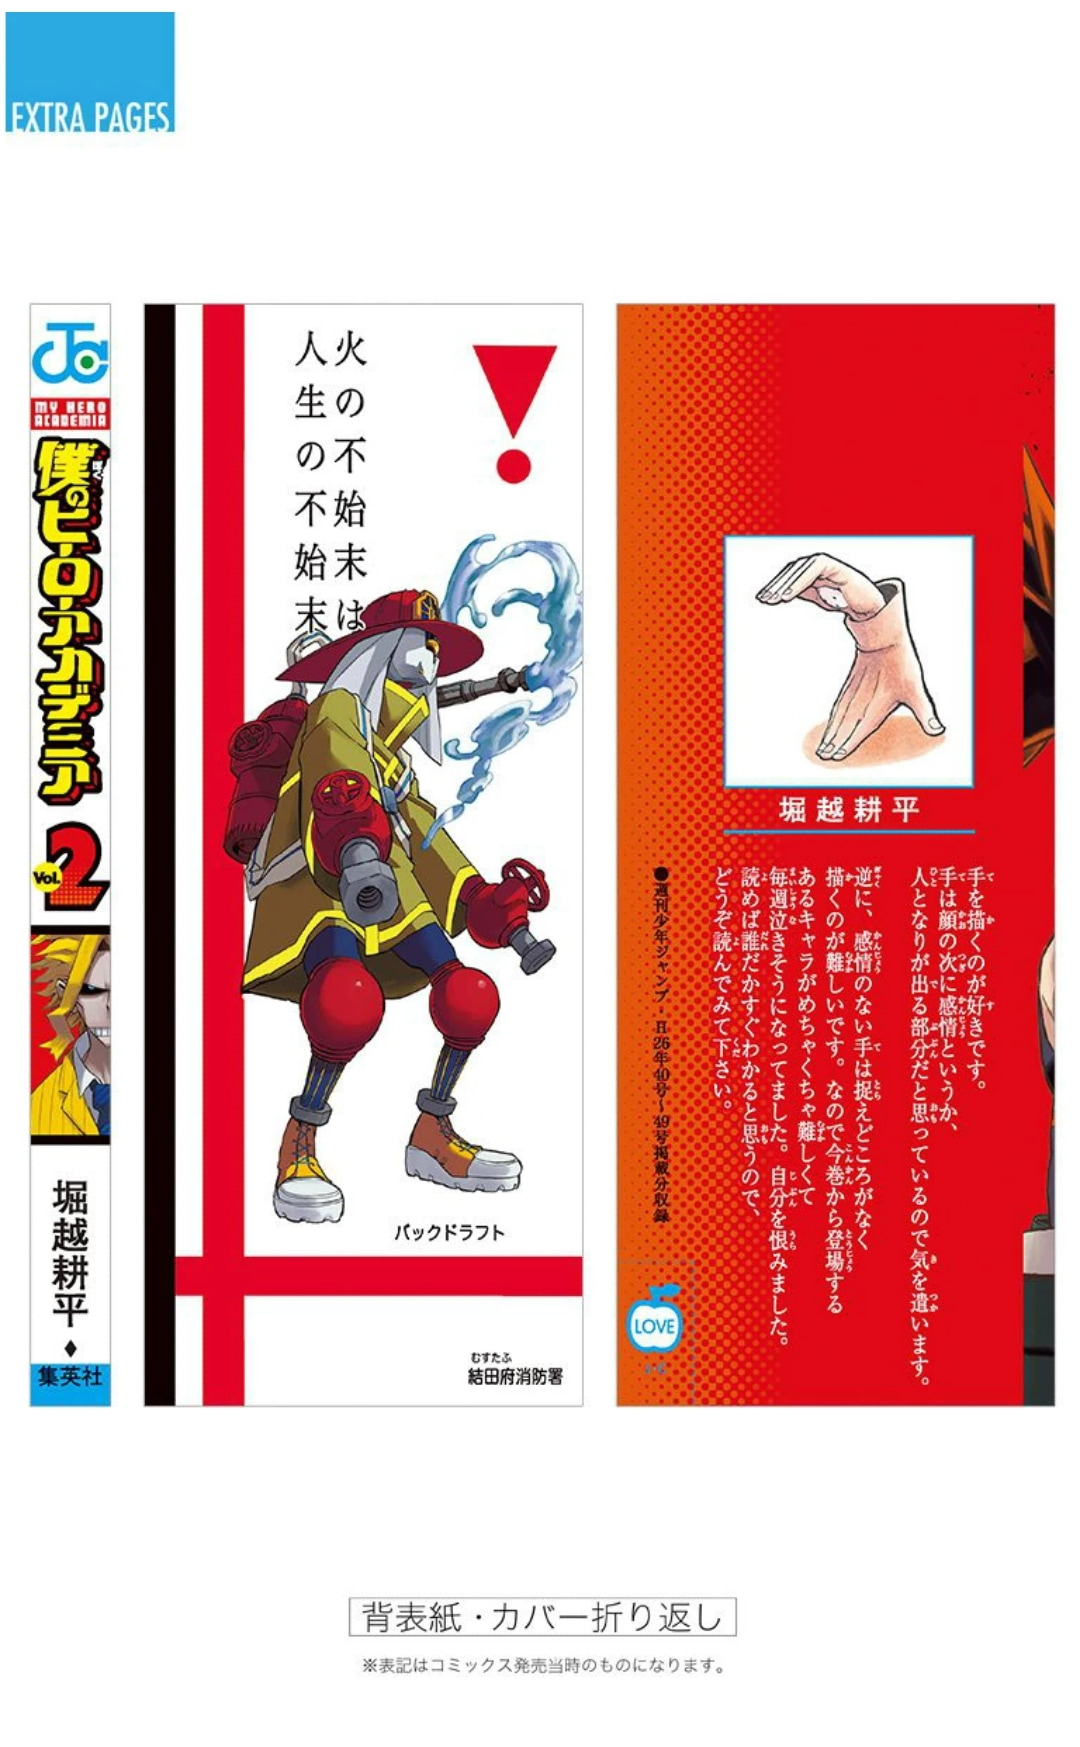 EXTRA PAGES
JC
MY HERO
ACADEMIA
僕のヒーローアカデミア
ぼく
Vol.2
堀越耕平
◆
集英社
火の不始末は
人生の不始末
バックドラフト
むすたふ
結田府消防署
堀越耕平
手を描くのが好きです。
手は顔の次に感情というか、
人となりが出る部分だと思っているので気を遣います。
逆に、感情のない手は捉えどころがなく
描くのが難しいです。なので今巻から登場する
あるキャラがめちゃくちゃ難しくて
毎週泣きそうになってました。自分を恨みました。
読めば誰だかすぐわかると思うので、
どうぞ読んでみて下さい。
●週刊少年ジャンプ・H26年40号〜49号掲載分収録
LOVE
背表紙・カバー折り返し
※表記はコミックス発売当時のものになります。